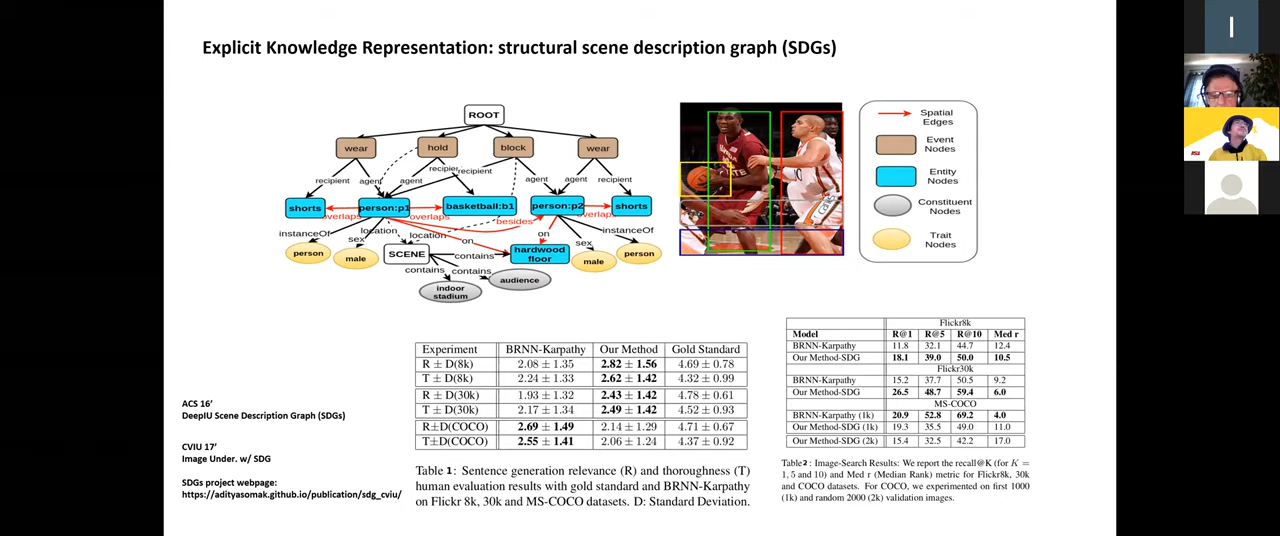 Explicit Knowledge Representation: structural scene description graph (SDGs)
ROOT
wear
hold
block
wear
recipient
agent
agent
recipient
recipient
agent
agent
recipient
shorts
person:p1
basketball:b1
person:p2
shorts
overlaps
overlaps
besides
overlaps
instanceOf
sex
location
location
on
on
sex
instanceOf
person
male
SCENE
contains
hardwood
floor
male
person
contains
contains
indoor
stadium
audience
Spatial
Edges
Event
Nodes
Entity
Nodes
Constituent
Nodes
Trait
Nodes
Experiment BRNN-Karpathy Our Method Gold Standard
R ± D(8k) 2.08 ± 1.35 2.82 ± 1.56 4.69 ± 0.78
T ± D(8k) 2.24 ± 1.33 2.62 ± 1.42 4.32 ± 0.99
R ± D(30k) 1.93 ± 1.32 2.43 ± 1.42 4.78 ± 0.61
T ± D(30k) 2.17 ± 1.34 2.49 ± 1.42 4.52 ± 0.93
R±D(COCO) 2.69 ± 1.49 2.14 ± 1.29 4.71 ± 0.67
T±D(COCO) 2.55 ± 1.41 2.06 ± 1.24 4.37 ± 0.92
Table 1: Sentence generation relevance (R) and thoroughness (T)
human evaluation results with gold standard and BRNN-Karpathy
on Flickr 8k, 30k and MS-COCO datasets. D: Standard Deviation.
Flickr8k
Model R@1 R@5 R@10 Med r
BRNN-Karpathy 11.8 32.1 44.7 12.4
Our Method-SDG 18.1 39.0 50.0 10.5
Flickr30k
BRNN-Karpathy 15.2 37.7 50.5 9.2
Our Method-SDG 26.5 48.7 59.4 6.0
MS-COCO
BRNN-Karpathy (1k) 20.9 52.8 69.2 4.0
Our Method-SDG (1k) 19.3 35.5 49.0 11.0
Our Method-SDG (2k) 15.4 32.5 42.2 17.0
Table2: Image-Search Results: We report the recall@K (for K =
1, 5 and 10) and Med r (Median Rank) metric for Flickr8k, 30k
and COCO datasets. For COCO, we experimented on first 1000
(1k) and random 2000 (2k) validation images.
ACS 16'
DeepIU Scene Description Graph (SDGs)
CVIU 17'
Image Under. w/ SDG
SDGs project webpage:
https://adityasomak.github.io/publication/sdg_cviu/
I
ASU